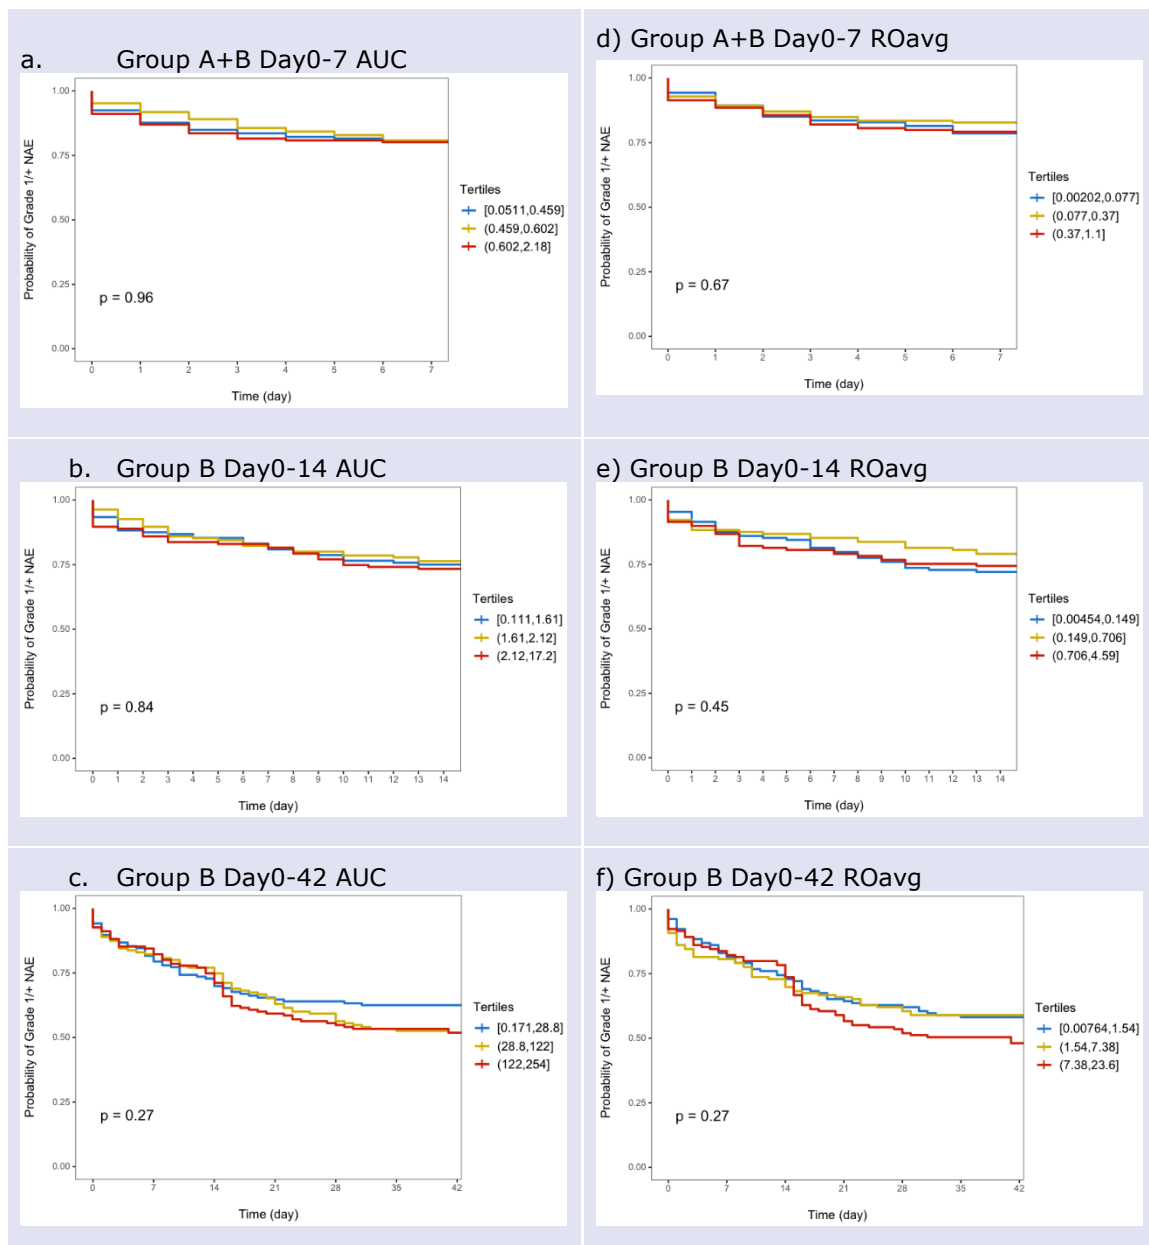 a. Group A+B Day0-7 AUC
Probability of Grade 1/+ NAE
1.00
0.75
0.50
0.25
0.00
p = 0.96
0 1 2 3 4 5 6 7
Time (day)
Tertiles
[0.0511,0.459]
(0.459,0.602]
(0.602,2.18]
d) Group A+B Day0-7 ROavg
Probability of Grade 1/+ NAE
1.00
0.75
0.50
0.25
0.00
p = 0.67
0 1 2 3 4 5 6 7
Time (day)
Tertiles
[0.00202,0.077]
(0.077,0.37]
(0.37,1.1]
b. Group B Day0-14 AUC
Probability of Grade 1/+ NAE
1.00
0.75
0.50
0.25
0.00
p = 0.84
0 1 2 3 4 5 6 7 8 9 10 11 12 13 14
Time (day)
Tertiles
[0.111,1.61]
(1.61,2.12]
(2.12,17.2]
e) Group B Day0-14 ROavg
Probability of Grade 1/+ NAE
1.00
0.75
0.50
0.25
0.00
p = 0.45
0 1 2 3 4 5 6 7 8 9 10 11 12 13 14
Time (day)
Tertiles
[0.00454,0.149]
(0.149,0.706]
(0.706,4.59]
c. Group B Day0-42 AUC
Probability of Grade 1/+ NAE
1.00
0.75
0.50
0.25
0.00
p = 0.27
0 7 14 21 28 35 42
Time (day)
Tertiles
[0.171,28.8]
(28.8,122]
(122,254]
f) Group B Day0-42 ROavg
Probability of Grade 1/+ NAE
1.00
0.75
0.50
0.25
0.00
p = 0.27
0 7 14 21 28 35 42
Time (day)
Tertiles
[0.00764,1.54]
(1.54,7.38]
(7.38,23.6]